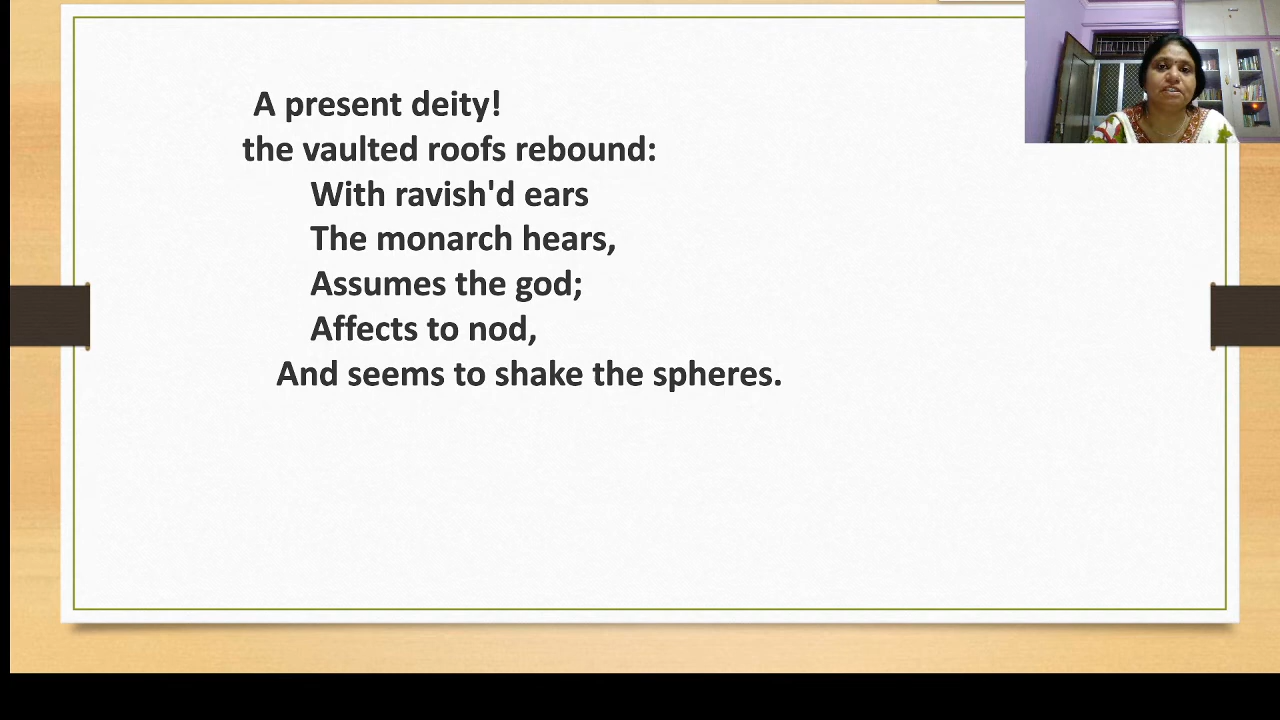 A present deity!
the vaulted roofs rebound:
With ravish'd ears
The monarch hears,
Assumes the god;
Affects to nod,
And seems to shake the spheres.